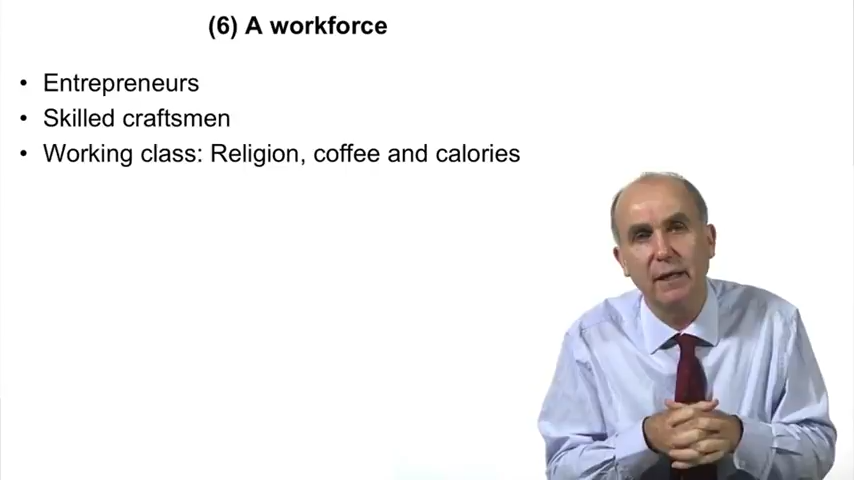 (6) A workforce
• Entrepreneurs
• Skilled craftsmen
• Working class: Religion, coffee and calories